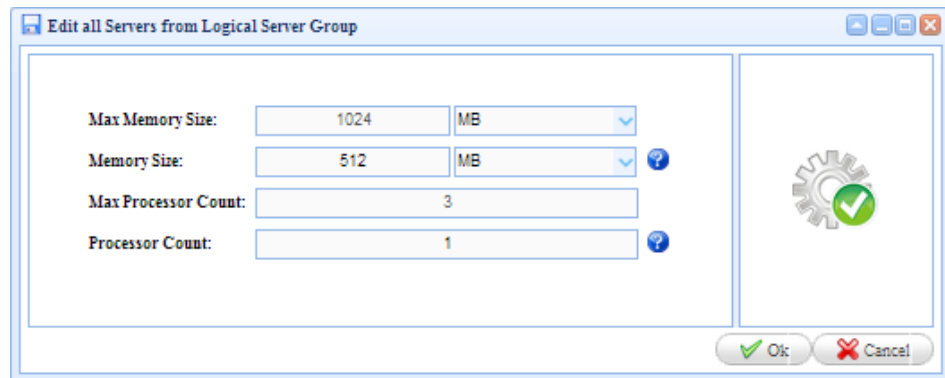 Edit all Servers from Logical Server Group
Max Memory Size: 1024 MB
Memory Size: 512 MB ?
Max Processor Count: 3
Processor Count: 1 ?
Ok Cancel